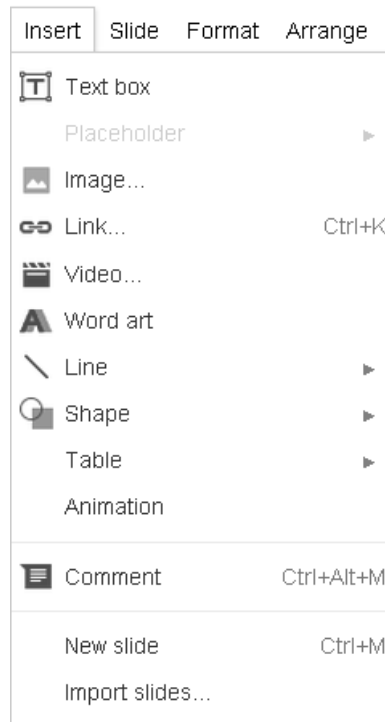 Insert Slide Format Arrange
Text box
Placeholder
Image...
Link... Ctrl+K
Video...
Word art
Line
Shape
Table
Animation
Comment Ctrl+Alt+M
New slide Ctrl+M
Import slides...